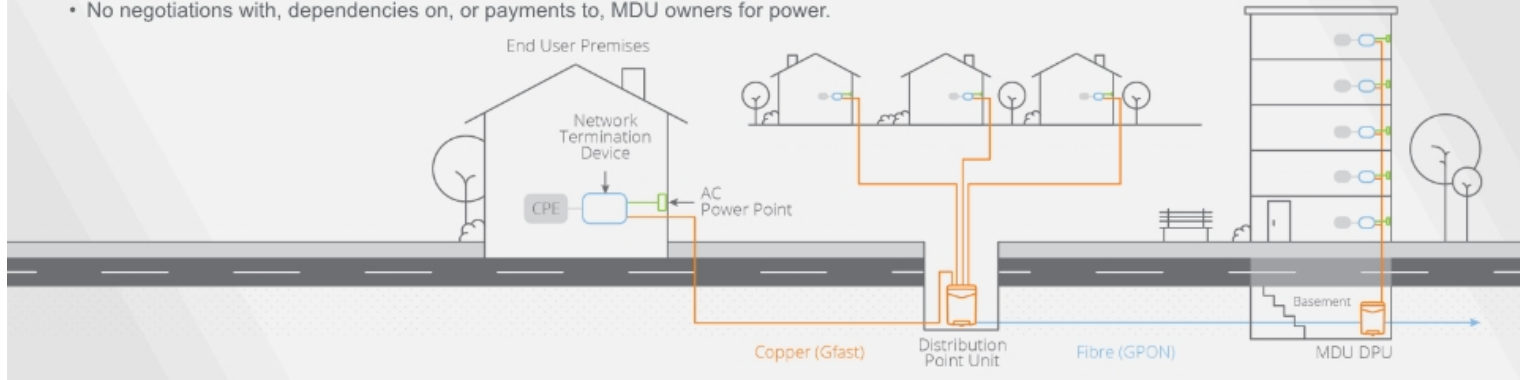 • No negotiations with, dependencies on, or payments to, MDU owners for power.
End User Premises
Network
Termination
Device
CPE
AC
Power Point
Basement
Copper (Gfast)
Distribution
Point Unit
Fibre (GPON)
MDU DPU